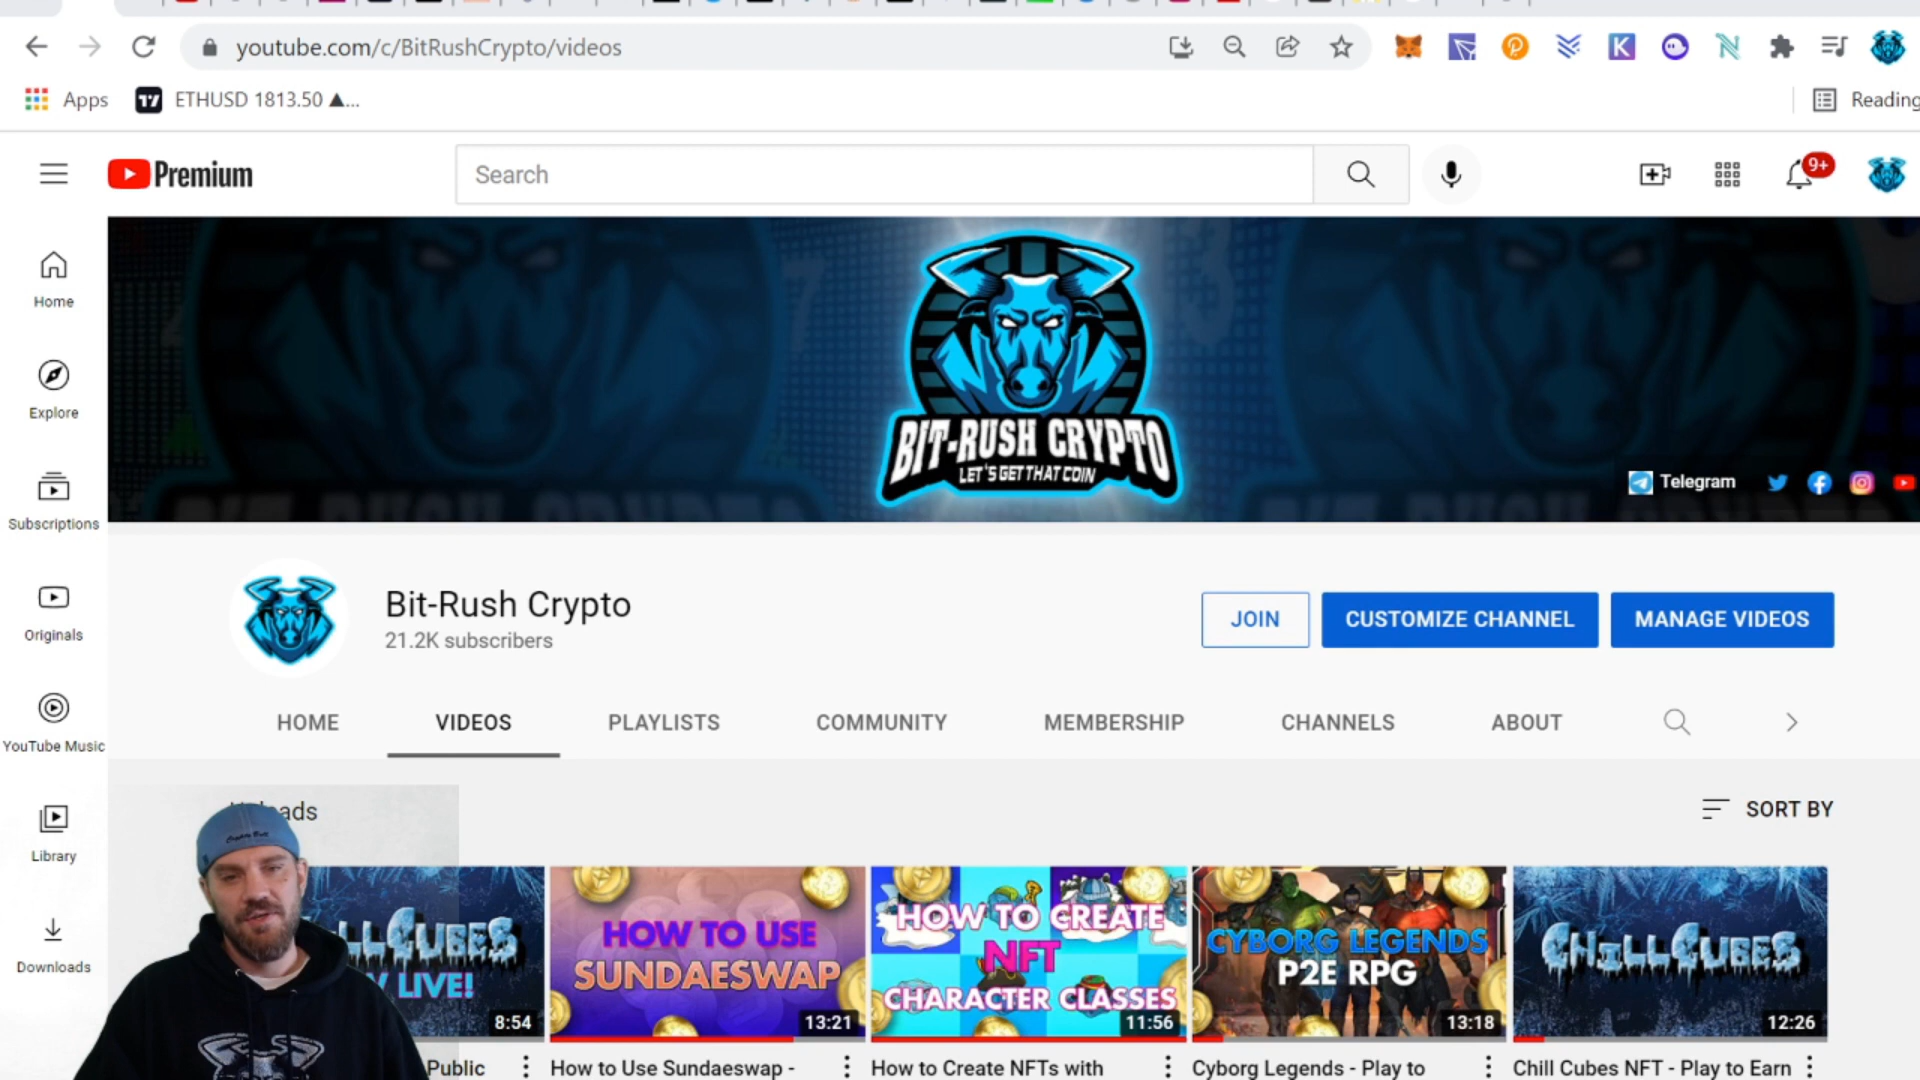 youtube.com/c/BitRushCrypto/videos
Apps
ETHUSD 1813.50 ▲...
Reading
Premium
Search
9+
Home
Explore
Subscriptions
Originals
YouTube Music
Library
Downloads
BIT-RUSH CRYPTO
LET'S GET THAT COIN
Telegram
Bit-Rush Crypto
21.2K subscribers
JOIN
CUSTOMIZE CHANNEL
MANAGE VIDEOS
HOME
VIDEOS
PLAYLISTS
COMMUNITY
MEMBERSHIP
CHANNELS
ABOUT
SORT BY
LIVE!
8:54
HOW TO USE
SUNDAESWAP
13:21
HOW TO CREATE
NFT
CHARACTER CLASSES
11:56
CYBORG LEGENDS
P2E RPG
13:18
CHILLCUBES
12:26
Public
How to Use Sundaeswap -
How to Create NFTs with
Cyborg Legends - Play to
Chill Cubes NFT - Play to Earn